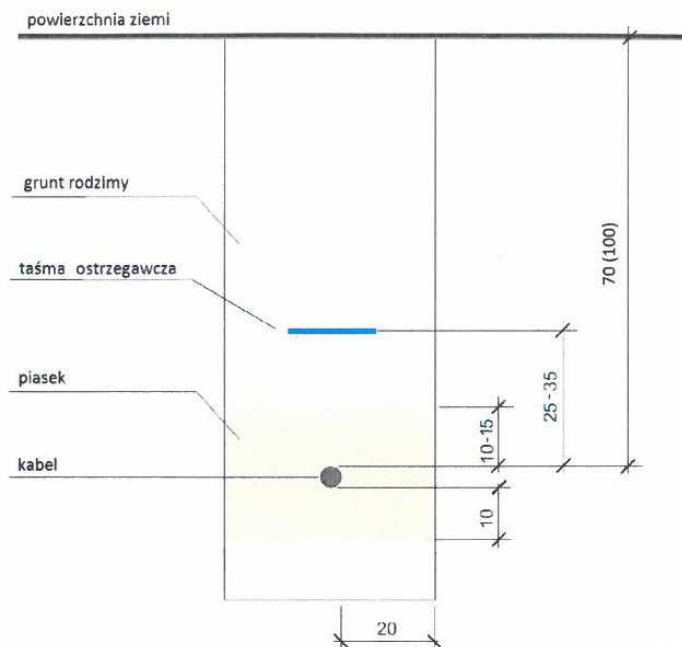 powierzchnia ziemi
grunt rodzimy
taśma ostrzegawcza
70 (100)
25 - 35
piasek
10-15
kabel
10
20